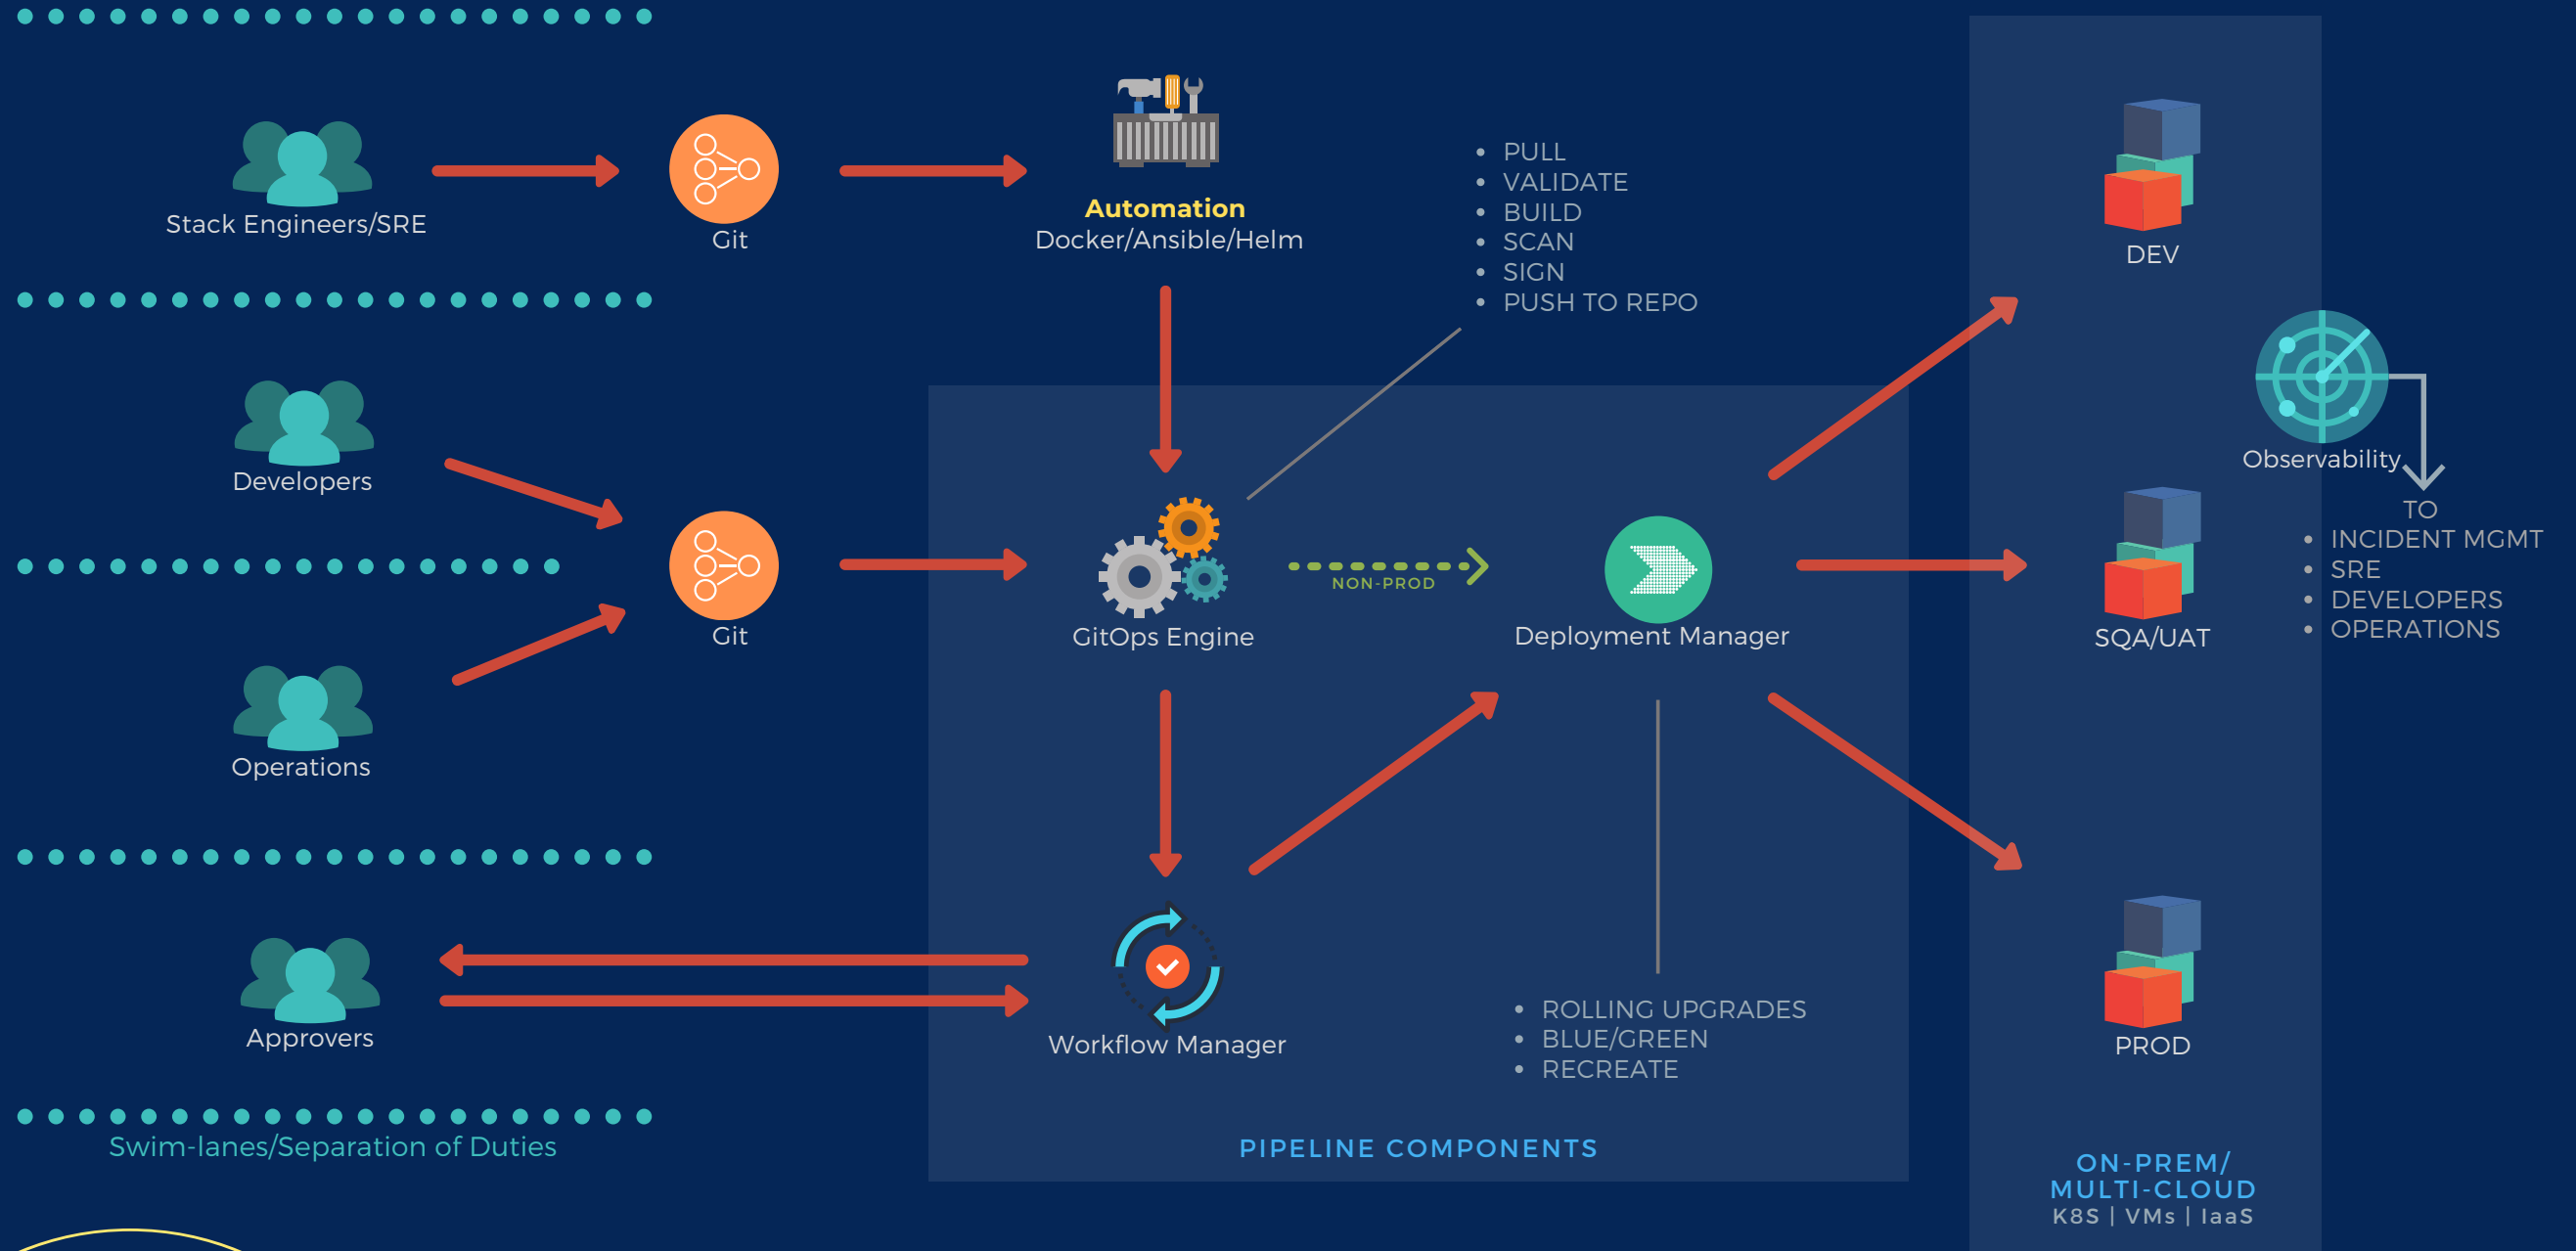 Stack Engineers/SRE
Git
Automation
Docker/Ansible/Helm
• PULL
• VALIDATE
• BUILD
• SCAN
• SIGN
• PUSH TO REPO
DEV
Developers
Operations
Git
GitOps Engine
NON-PROD
Deployment Manager
SQA/UAT
Observability
TO
• INCIDENT MGMT
• SRE
• DEVELOPERS
• OPERATIONS
Approvers
Workflow Manager
• ROLLING UPGRADES
• BLUE/GREEN
• RECREATE
PROD
Swim-lanes/Separation of Duties
PIPELINE COMPONENTS
ON-PREM/
MULTI-CLOUD
K8S | VMs | IaaS